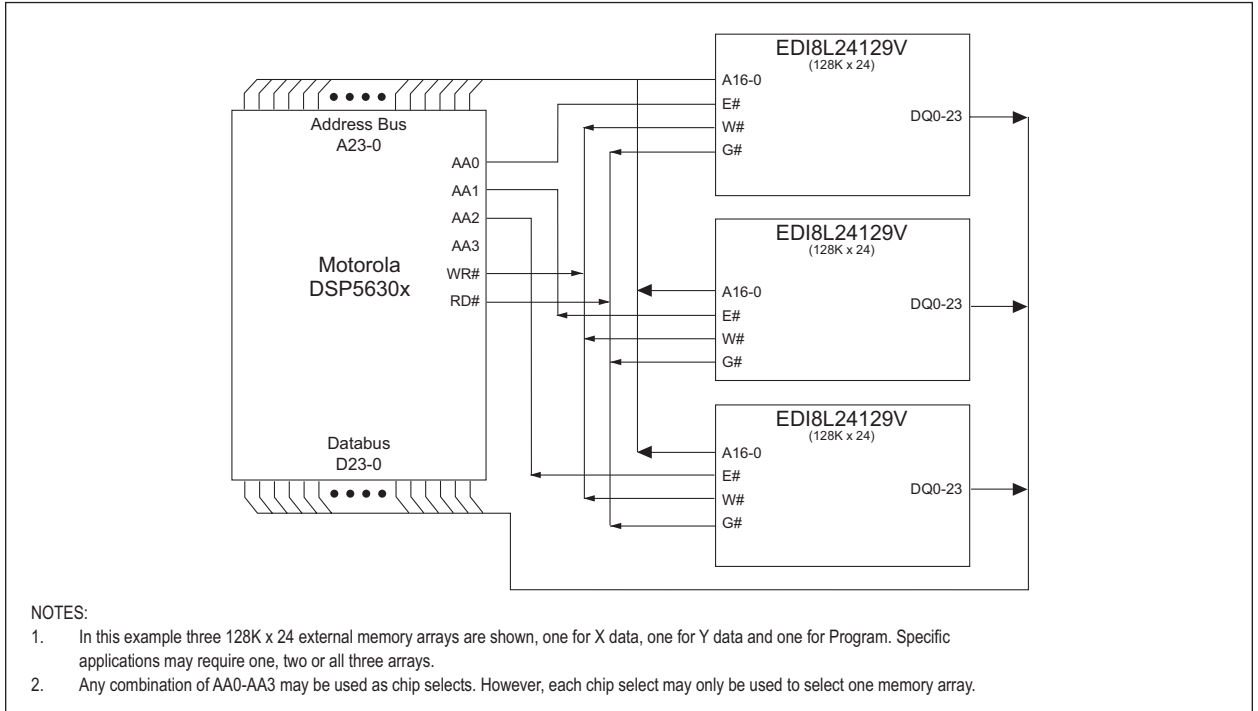 EDI8L24129V
(128K x 24)
A16-0
E#
W#
G#
DQ0-23
Address Bus
A23-0
AA0
AA1
AA2
AA3
WR#
RD#
Motorola
DSP5630x
Databus
D23-0
EDI8L24129V
(128K x 24)
A16-0
E#
W#
G#
DQ0-23
EDI8L24129V
(128K x 24)
A16-0
E#
W#
G#
DQ0-23
NOTES:
1. In this example three 128K x 24 external memory arrays are shown, one for X data, one for Y data and one for Program. Specific
applications may require one, two or all three arrays.
2. Any combination of AA0-AA3 may be used as chip selects. However, each chip select may only be used to select one memory array.